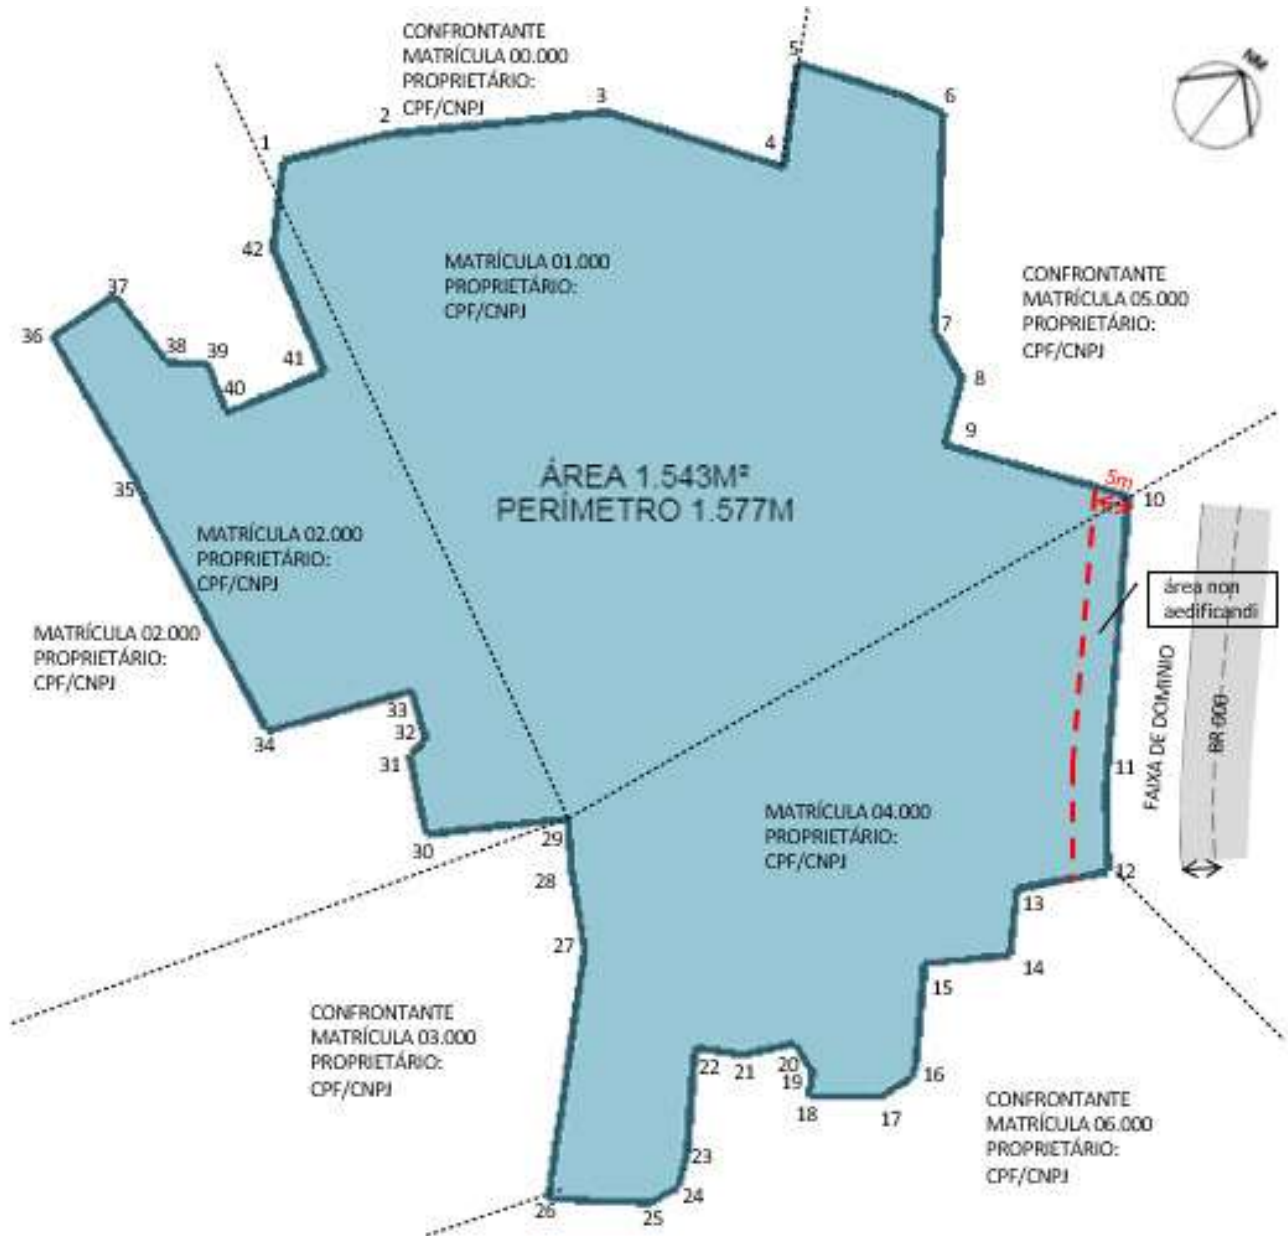 CONFRONTANTE
MATRÍCULA 00.000
PROPRIETÁRIO:
CPF/CNPJ
NM
1
2
3
4
5
6
42
MATRÍCULA 01.000
PROPRIETÁRIO:
CPF/CNPJ
CONFRONTANTE
MATRÍCULA 05.000
PROPRIETÁRIO:
CPF/CNPJ
37
36
38
39
40
41
7
8
9
ÁREA 1.543M²
PERÍMETRO 1.577M
5m
10
35
MATRÍCULA 02.000
PROPRIETÁRIO:
CPF/CNPJ
área non
aedificandi
MATRÍCULA 02.000
PROPRIETÁRIO:
CPF/CNPJ
FAIXA DE DOMINIO
BR 000
33
32
34
31
11
MATRÍCULA 04.000
PROPRIETÁRIO:
CPF/CNPJ
30
29
28
12
13
27
14
15
CONFRONTANTE
MATRÍCULA 03.000
PROPRIETÁRIO:
CPF/CNPJ
22
21
20
19
18
17
16
CONFRONTANTE
MATRÍCULA 06.000
PROPRIETÁRIO:
CPF/CNPJ
23
24
25
26